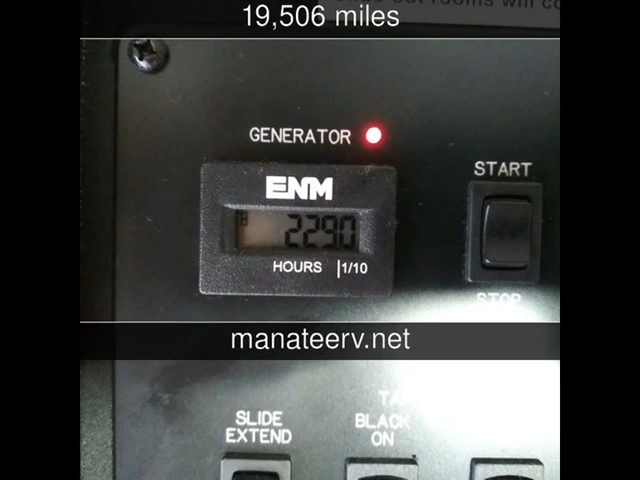 19,506 miles
GENERATOR
START
ENM
2290
HOURS 1/10
STOP
manateerv.net
SLIDE
EXTEND
BLACK
ON